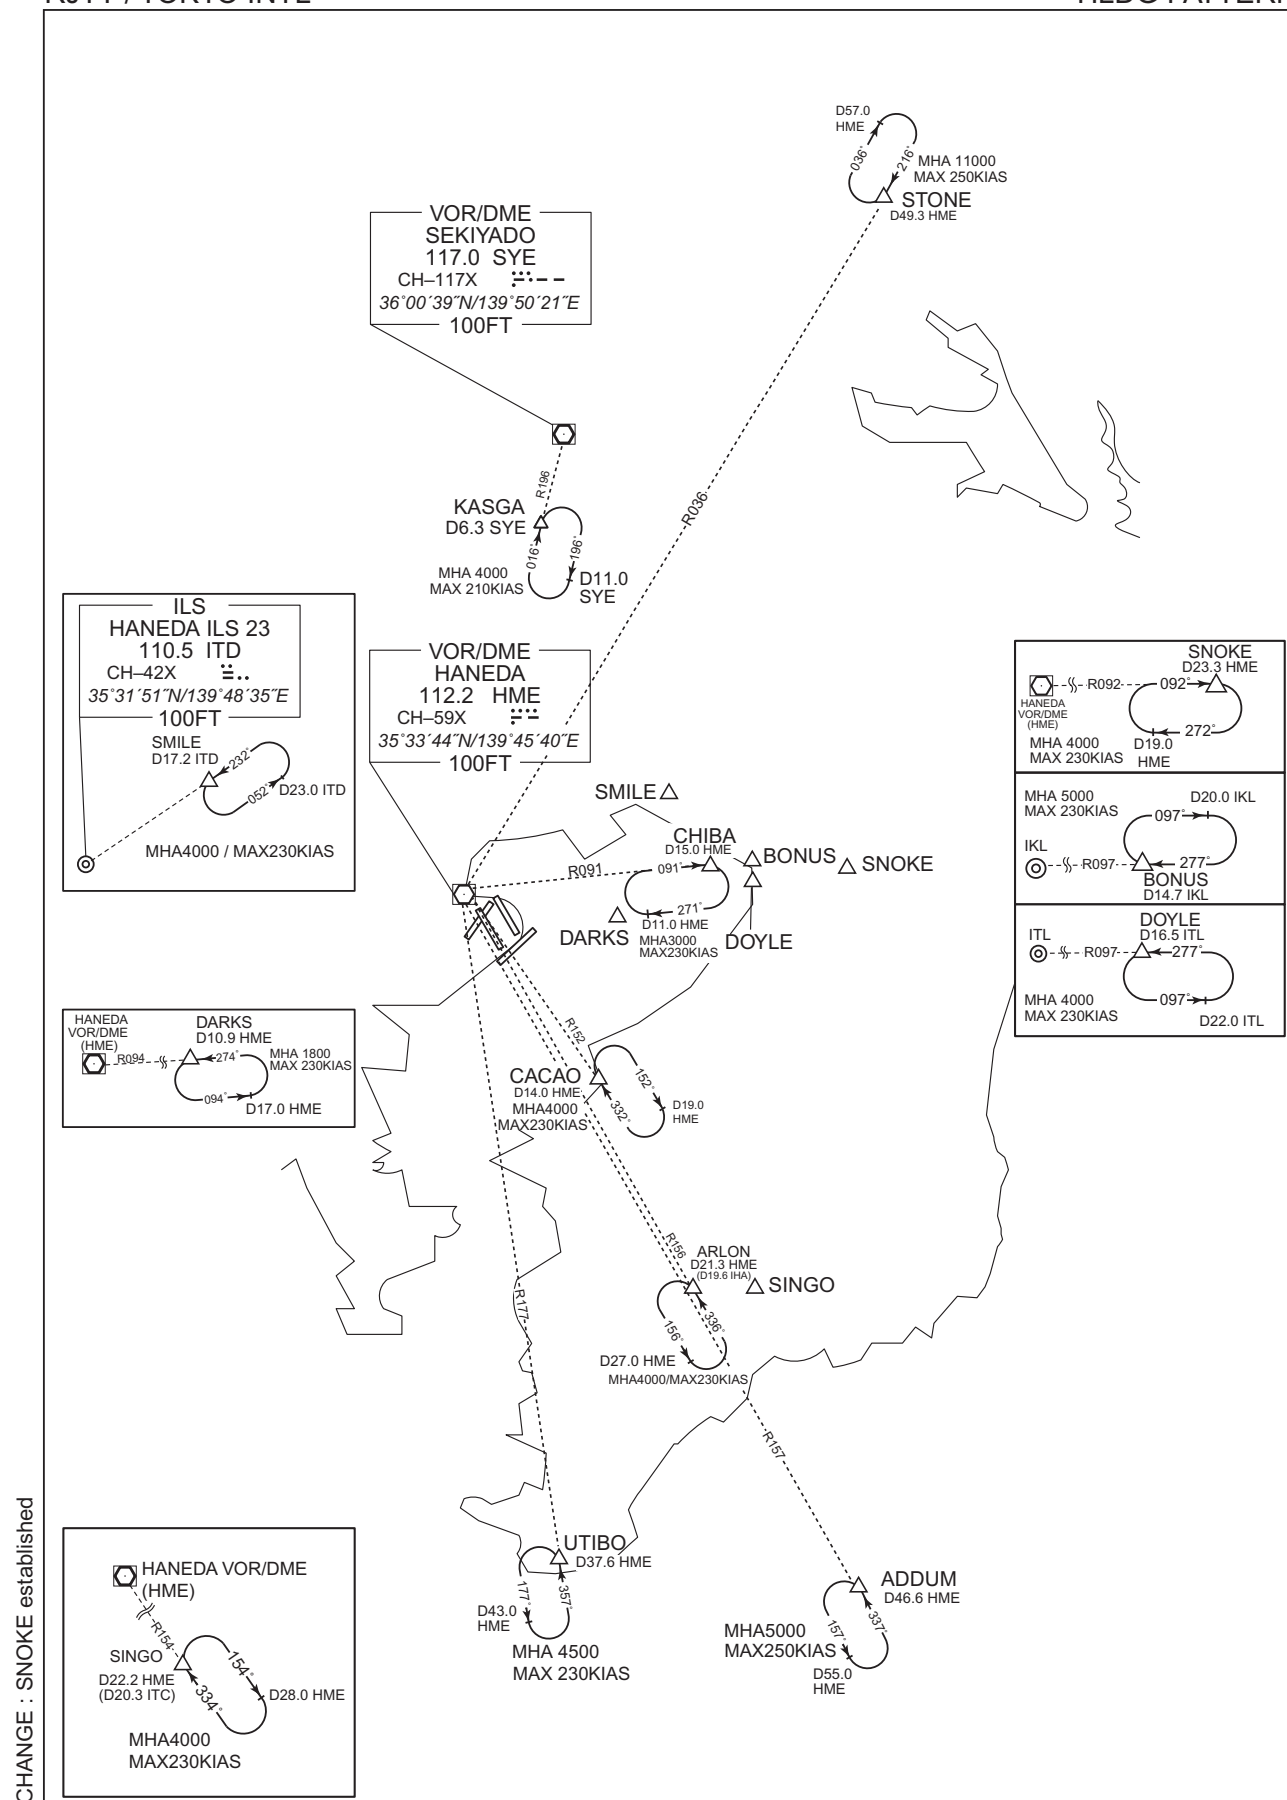 D57.0
HME
036°
216°
MHA 11000
MAX 250KIAS
STONE
D49.3 HME
VOR/DME
SEKIYADO
117.0 SYE
CH–117X
36°00´39˝N/139°50´21˝E
100FT
R036
R196
KASGA
D6.3 SYE
016°
196°
MHA 4000
MAX 210KIAS
D11.0
SYE
ILS
HANEDA ILS 23
110.5 ITD
CH–42X
35°31´51˝N/139°48´35˝E
100FT
SMILE
D17.2 ITD
232°
052°
D23.0 ITD
MHA4000 / MAX230KIAS
VOR/DME
HANEDA
112.2 HME
CH–59X
35°33´44˝N/139°45´40˝E
100FT
SNOKE
D23.3 HME
R092
092°
272°
HANEDA
VOR/DME
(HME)
MHA 4000
MAX 230KIAS
D19.0
HME
MHA 5000
MAX 230KIAS
D20.0 IKL
097°
IKL
R097
277°
BONUS
D14.7 IKL
DOYLE
D16.5 ITL
ITL
R097
277°
097°
MHA 4000
MAX 230KIAS
D22.0 ITL
SMILE
CHIBA
D15.0 HME
BONUS
SNOKE
R091
091°
271°
D11.0 HME
DARKS
MHA3000
MAX230KIAS
DOYLE
HANEDA
VOR/DME
(HME)
DARKS
D10.9 HME
R094
274°
MHA 1800
MAX 230KIAS
094°
D17.0 HME
R152
CACAO
D14.0 HME
MHA4000
MAX230KIAS
152°
332°
D19.0
HME
R156
ARLON
D21.3 HME
(D19.6 IHA)
SINGO
R177
156°
336°
D27.0 HME
MHA4000/MAX230KIAS
R157
UTIBO
D37.6 HME
177°
357°
D43.0
HME
MHA 4500
MAX 230KIAS
ADDUM
D46.6 HME
157°
337°
MHA5000
MAX250KIAS
D55.0
HME
HANEDA VOR/DME
(HME)
R154
SINGO
D22.2 HME
(D20.3 ITC)
154°
334°
D28.0 HME
MHA4000
MAX230KIAS
CHANGE : SNOKE established